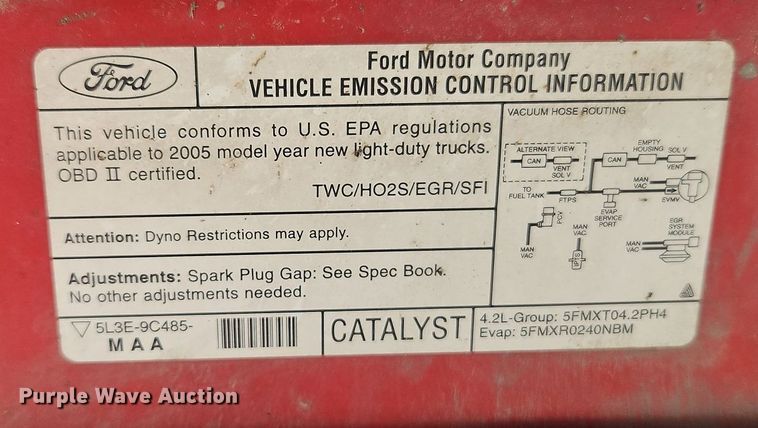 Ford
Ford Motor Company
VEHICLE EMISSION CONTROL INFORMATION
This vehicle conforms to U.S. EPA regulations
applicable to 2005 model year new light-duty trucks.
OBD II certified.
TWC/HO2S/EGR/SFI
Attention: Dyno Restrictions may apply.
Adjustments: Spark Plug Gap: See Spec Book.
No other adjustments needed.
5L3E-9C485-
MAA
CATALYST
4.2L-Group: 5FMXT04.2PH4
Evap: 5FMXR0240NBM
VACUUM HOSE ROUTING
ALTERNATE VIEW
CAN
VENT
SOL V
EMPTY
HOUSING
SOL V
CAN
VENT
TO
FUEL TANK
FTPS
MAN
VAC
EVMV
EVAP
SERVICE
PORT
PCV
MAN
VAC
MAN
VAC
MAN
VAC
EGR
SYSTEM
MODULE
Purple Wave Auction